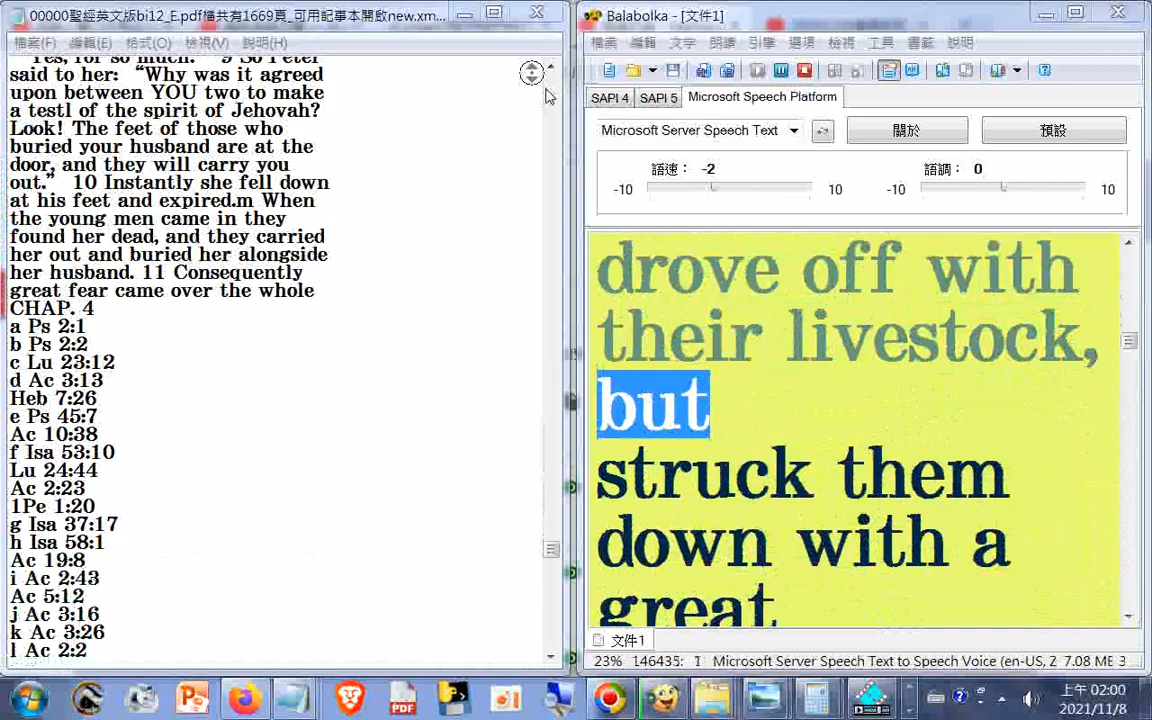 00000聖經英文版bi12_E.pdf檔共有1669頁_可用記事本開啟new.xm...
檔案(F) 編輯(E) 格式(O) 檢視(V) 說明(H)
"Yes, for so much." 9 So Peter
said to her: “Why was it agreed
upon between YOU two to make
a testl of the spirit of Jehovah?
Look! The feet of those who
buried your husband are at the
door, and they will carry you
out.” 10 Instantly she fell down
at his feet and expired.m When
the young men came in they
found her dead, and they carried
her out and buried her alongside
her husband. 11 Consequently
great fear came over the whole
CHAP. 4
a Ps 2:1
b Ps 2:2
c Lu 23:12
d Ac 3:13
Heb 7:26
e Ps 45:7
Ac 10:38
f Isa 53:10
Lu 24:44
Ac 2:23
1Pe 1:20
g Isa 37:17
h Isa 58:1
Ac 19:8
i Ac 2:43
Ac 5:12
j Ac 3:16
k Ac 3:26
l Ac 2:2
Balabolka - [文件1]
檔案 編輯 文字 朗讀 引擎 選項 檢視 工具 書籤 說明
SAPI 4 SAPI 5 Microsoft Speech Platform
Microsoft Server Speech Text 關於 預設
語速： -2 語調： 0
-10 10 -10 10
drove off with
their livestock,
but
struck them
down with a
great
文件1
23% 146435: 1 Microsoft Server Speech Text to Speech Voice (en-US, Z 7.08 MB 3
上午 02:00
2021/11/8